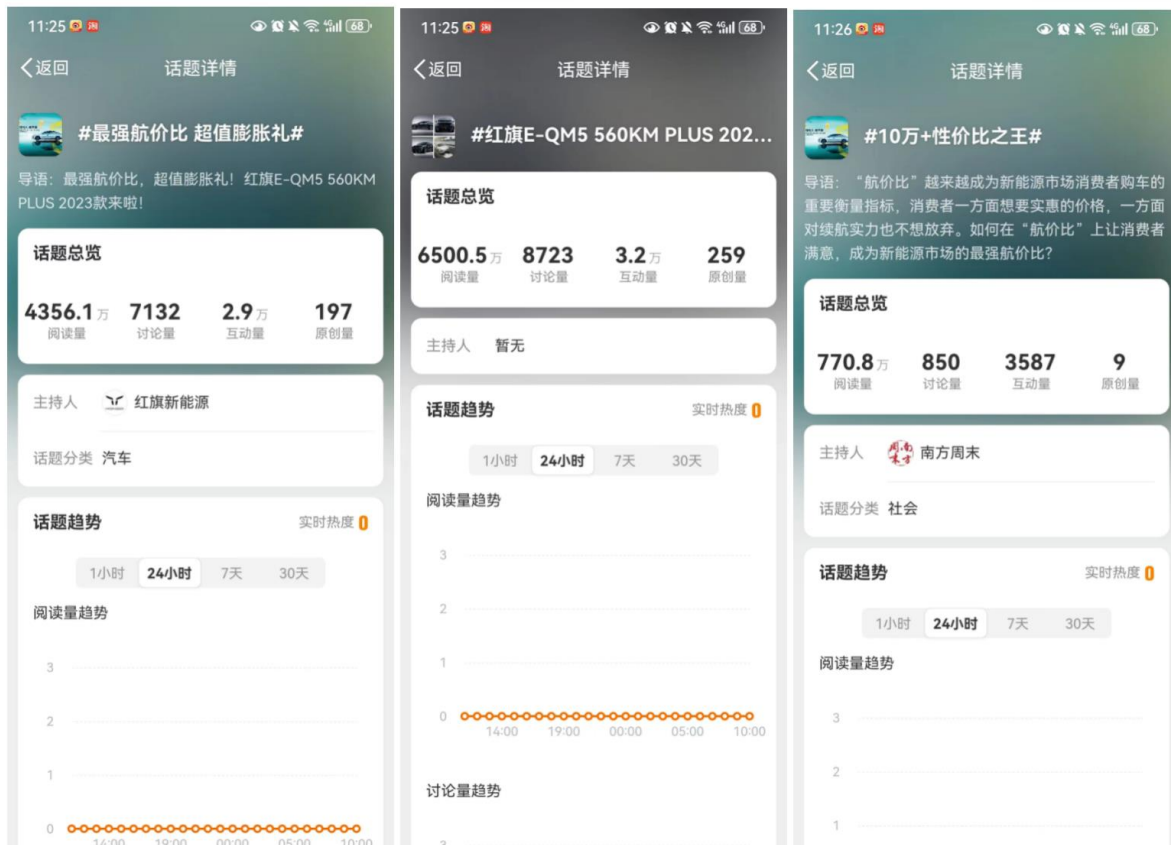 11:25
68
返回
话题详情
#最强航价比 超值膨胀礼#
导语：最强航价比，超值膨胀礼！红旗E-QM5 560KM
PLUS 2023款来啦！
话题总览
4356.1万 7132 2.9万 197
阅读量 讨论量 互动量 原创量
主持人 红旗新能源
话题分类 汽车
话题趋势 实时热度 0
1小时 24小时 7天 30天
阅读量趋势
3
2
1
0
14:00 19:00 00:00 05:00 10:00
11:25
68
返回
话题详情
#红旗E-QM5 560KM PLUS 202...
话题总览
6500.5万 8723 3.2万 259
阅读量 讨论量 互动量 原创量
主持人 暂无
话题趋势 实时热度 0
1小时 24小时 7天 30天
阅读量趋势
3
2
1
0
14:00 19:00 00:00 05:00 10:00
讨论量趋势
3
11:26
68
返回
话题详情
#10万+性价比之王#
导语：“航价比”越来越成为新能源市场消费者购车的
重要衡量指标，消费者一方面想要实惠的价格，一方面
对续航实力也不想放弃。如何在“航价比”上让消费者
满意，成为新能源市场的最强航价比？
话题总览
770.8万 850 3587 9
阅读量 讨论量 互动量 原创量
主持人 南方周末
话题分类 社会
话题趋势 实时热度 0
1小时 24小时 7天 30天
阅读量趋势
3
2
1